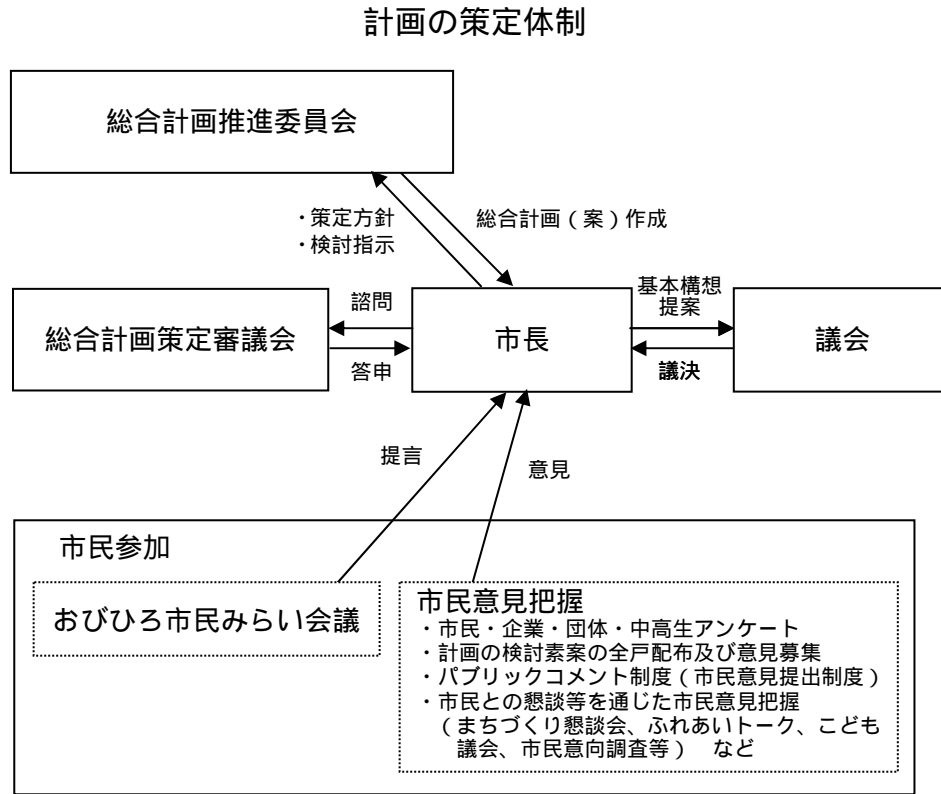 計画の策定体制
総合計画推進委員会
・策定方針
・検討指示
総合計画（案）作成
総合計画策定審議会
諮問
答申
市長
基本構想
提案
議決
議会
提言
意見
市民参加
おびひろ市民みらい会議
市民意見把握
・市民・企業・団体・中高生アンケート
・計画の検討素案の全戸配布及び意見募集
・パブリックコメント制度（市民意見提出制度）
・市民との懇談等を通じた市民意見把握
（まちづくり懇談会、ふれあいトーク、こども
議会、市民意向調査等）　など